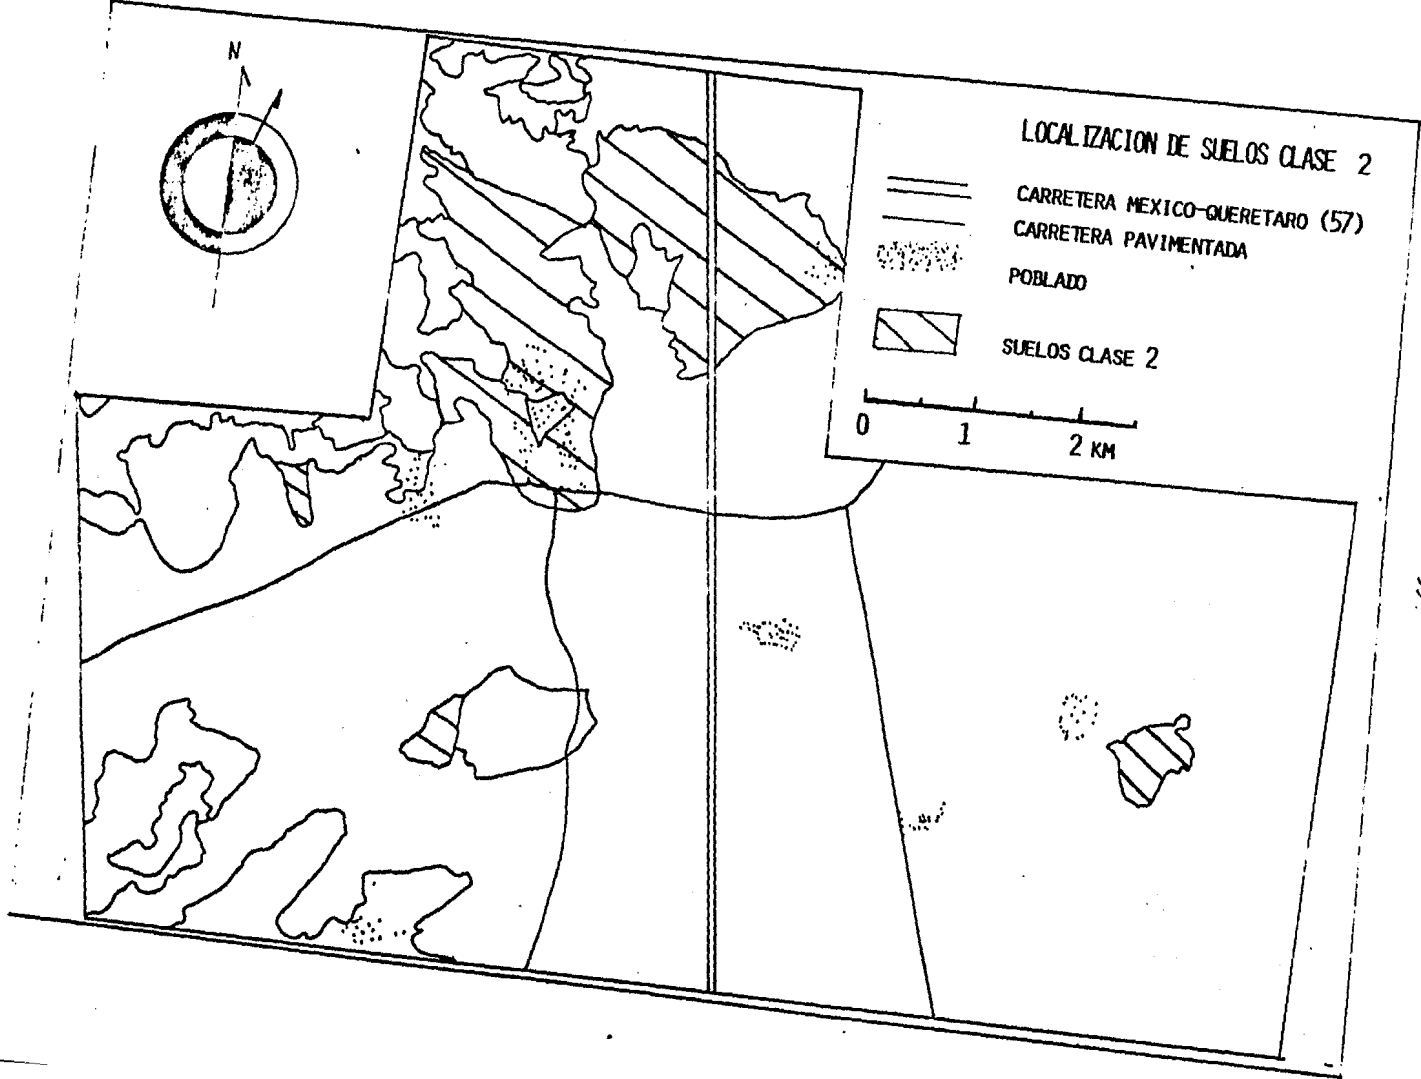 N
LOCALIZACION DE SUELOS CLASE 2
CARRETERA MEXICO-QUERETARO (57)
CARRETERA PAVIMENTADA
POBLADO
SUELOS CLASE 2
0 1 2 KM